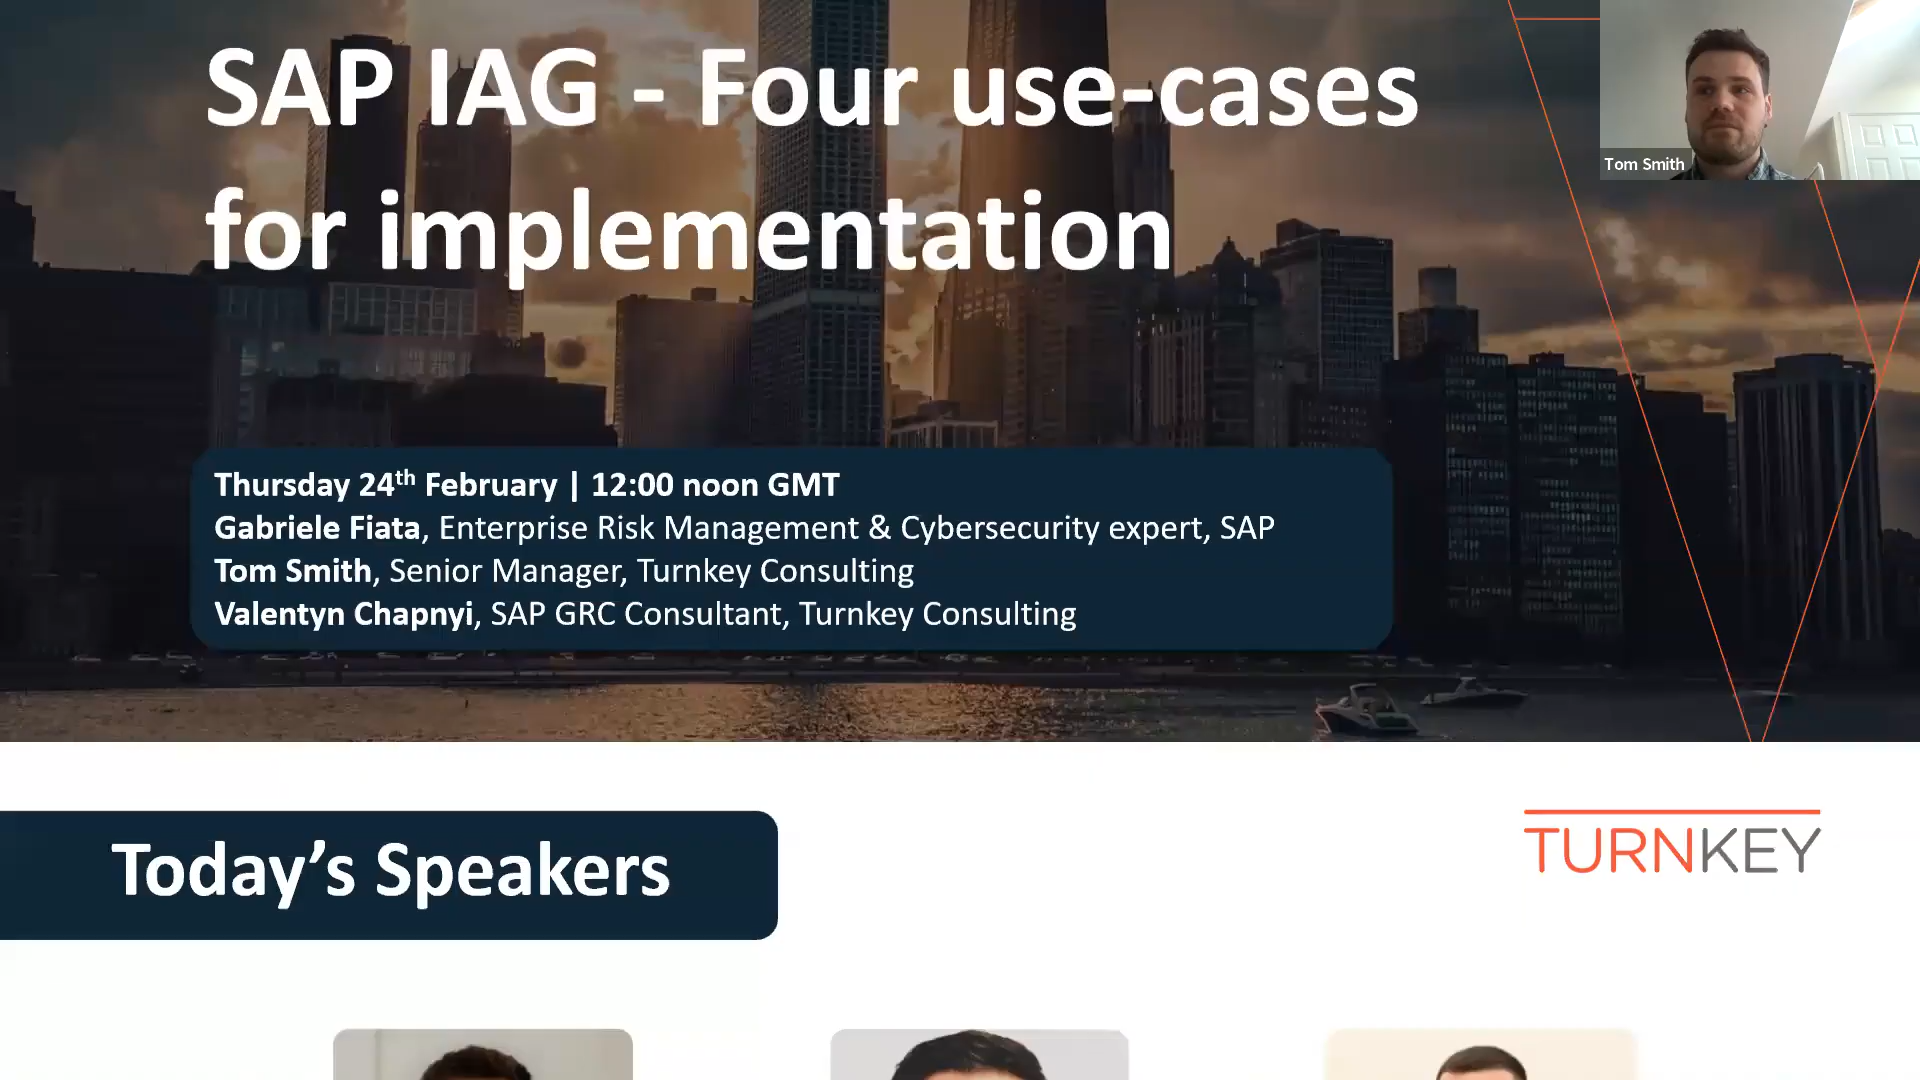 SAP IAG - Four use-cases
for implementation
Tom Smith
Thursday 24th February | 12:00 noon GMT
Gabriele Fiata, Enterprise Risk Management & Cybersecurity expert, SAP
Tom Smith, Senior Manager, Turnkey Consulting
Valentyn Chapnyi, SAP GRC Consultant, Turnkey Consulting
Today’s Speakers
TURNKEY